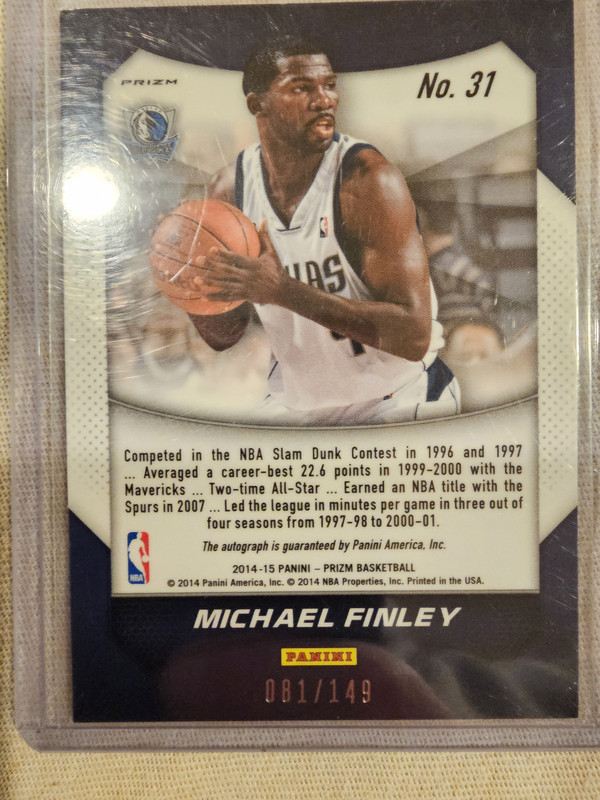 PRIZM
No. 31
Competed in the NBA Slam Dunk Contest in 1996 and 1997
... Averaged a career-best 22.6 points in 1999-2000 with the
Mavericks ... Two-time All-Star ... Earned an NBA title with the
Spurs in 2007 ... Led the league in minutes per game in three out of
four seasons from 1997-98 to 2000-01.
The autograph is guaranteed by Panini America, Inc.
NBA
2014-15 PANINI – PRIZM BASKETBALL
© 2014 Panini America, Inc. © 2014 NBA Properties, Inc. Printed in the USA.
MICHAEL FINLEY
PANINI
081/149